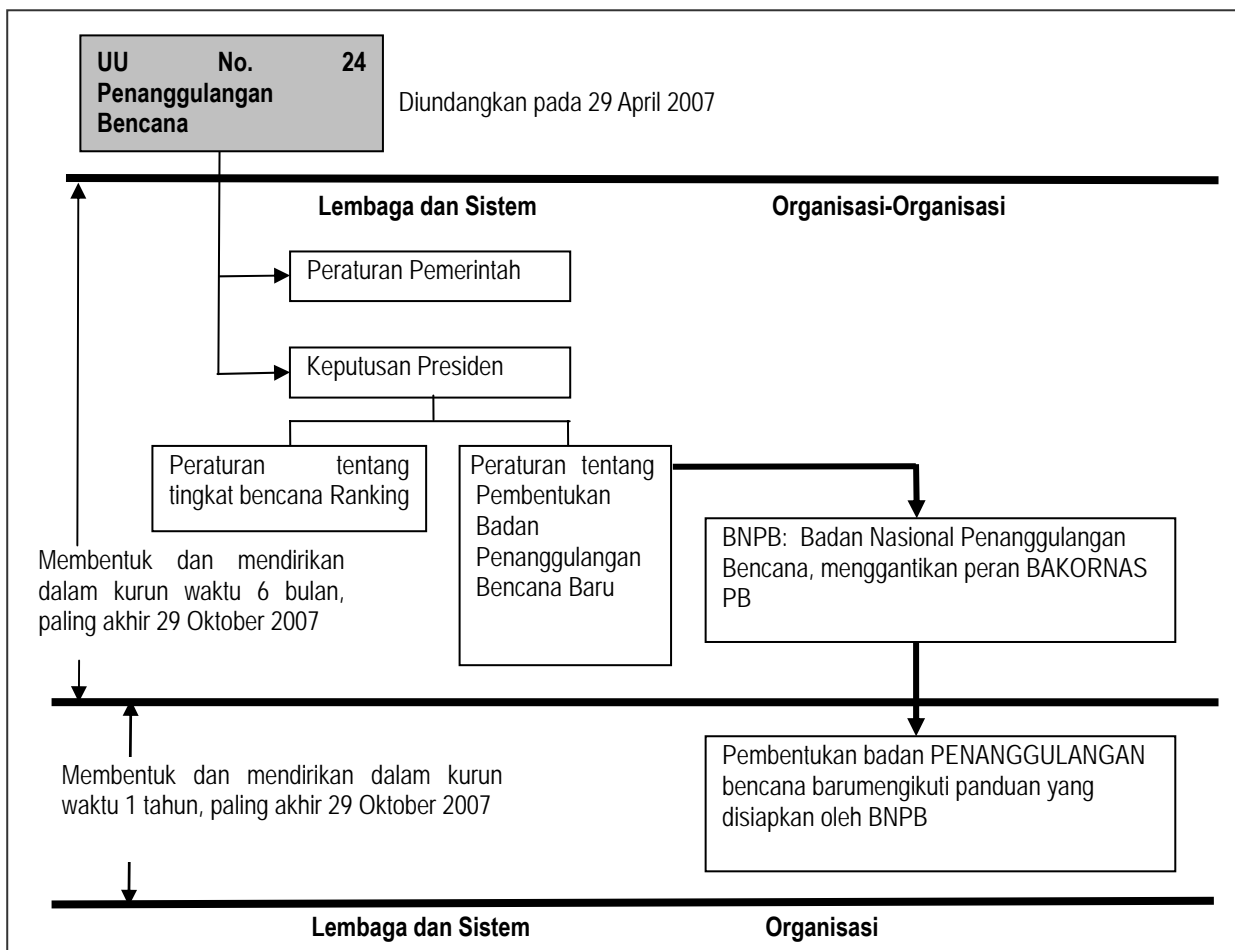 UU No. 24
Penanggulangan
Bencana
Diundangkan pada 29 April 2007
Lembaga dan Sistem
Organisasi-Organisasi
Peraturan Pemerintah
Keputusan Presiden
Peraturan tentang
tingkat bencana Ranking
Peraturan tentang
Pembentukan
Badan
Penanggulangan
Bencana Baru
BNPB: Badan Nasional Penanggulangan
Bencana, menggantikan peran BAKORNAS
PB
Membentuk dan mendirikan
dalam kurun waktu 6 bulan,
paling akhir 29 Oktober 2007
Membentuk dan mendirikan dalam kurun
waktu 1 tahun, paling akhir 29 Oktober 2007
Pembentukan badan PENANGGULANGAN
bencana barumengikuti panduan yang
disiapkan oleh BNPB
Lembaga dan Sistem
Organisasi